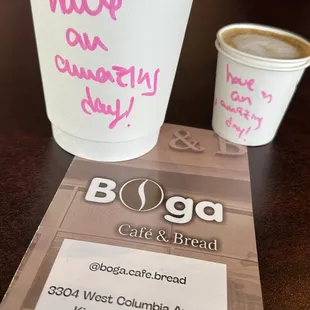 have
an
amazing
day!
have
an
amazing
day!
& B
Boga
Café & Bread
@boga.cafe.bread
3304 West Columbia